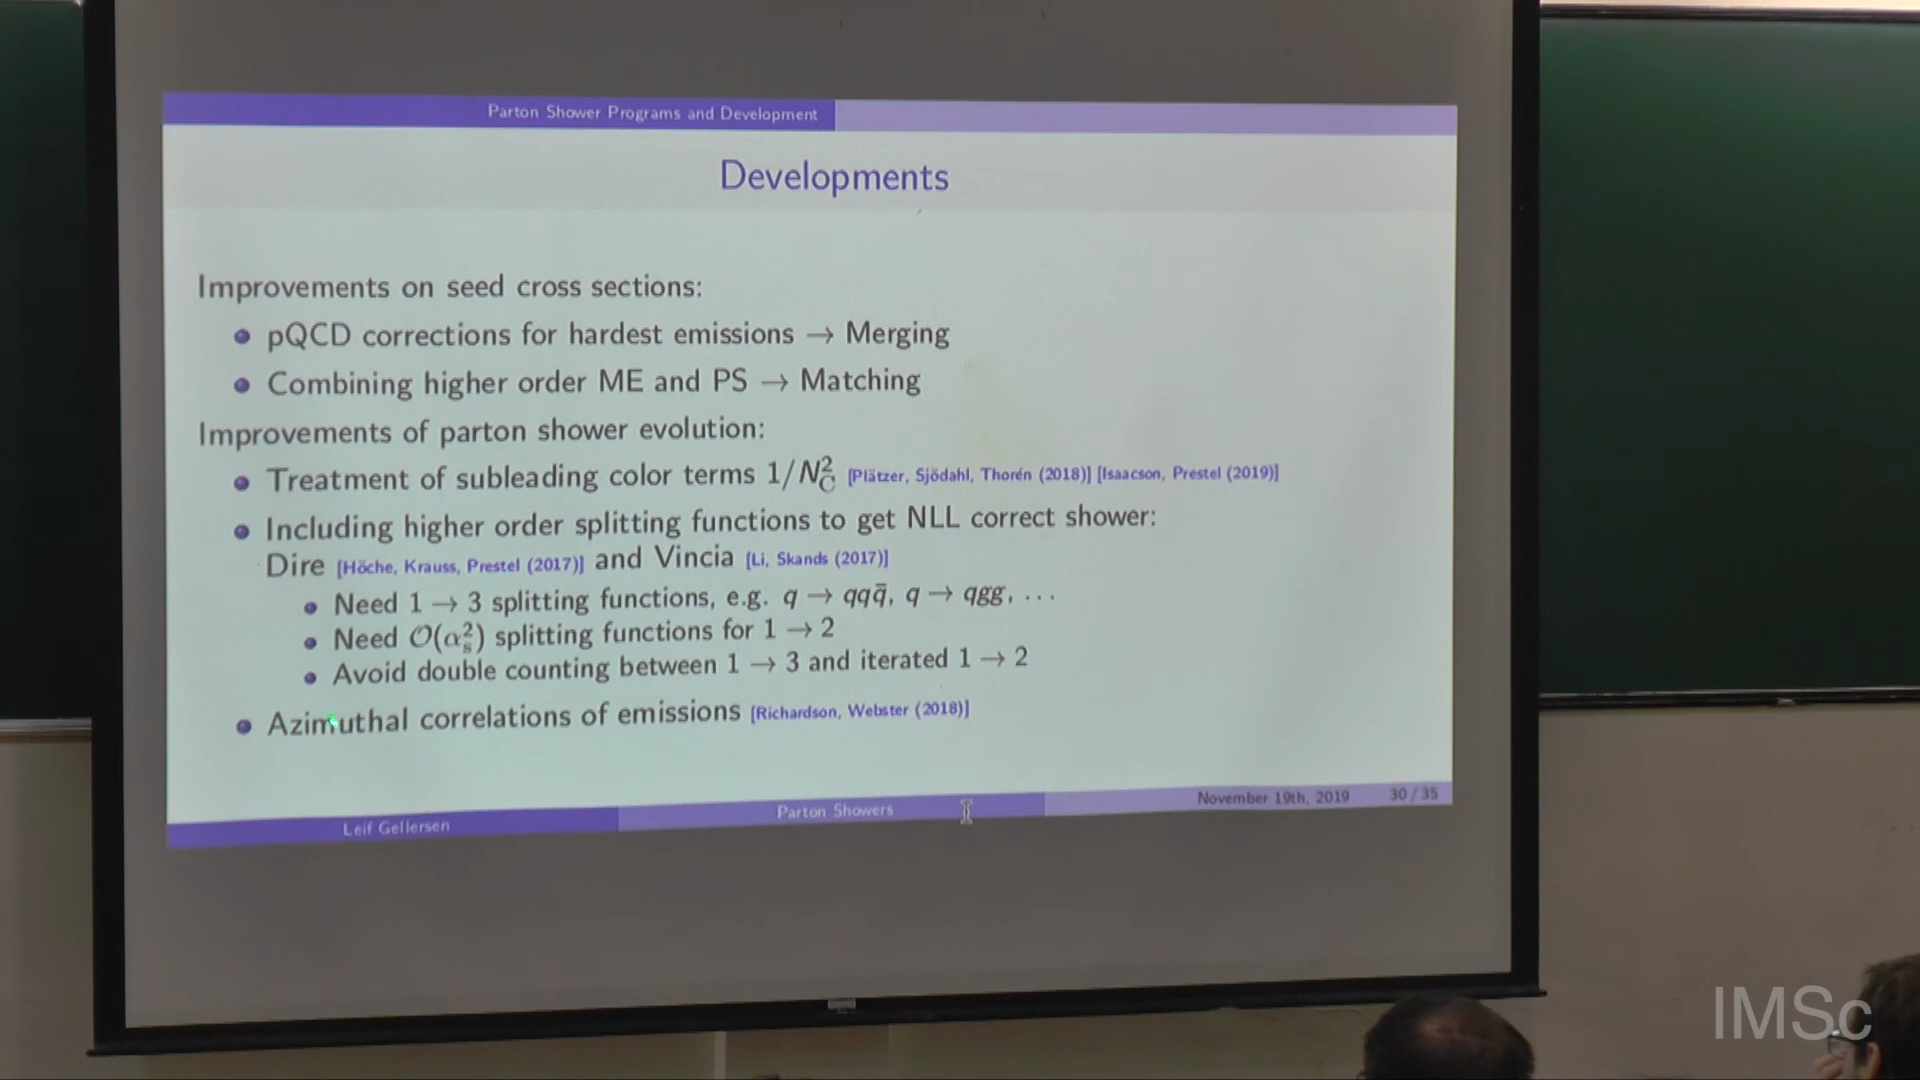 Parton Shower Programs and Development
Developments
Improvements on seed cross sections:
pQCD corrections for hardest emissions → Merging
Combining higher order ME and PS → Matching
Improvements of parton shower evolution:
Treatment of subleading color terms 1/N_C^2 [Plätzer, Sjödahl, Thorén (2018)] [Isaacson, Prestel (2019)]
Including higher order splitting functions to get NLL correct shower:
Dire [Höche, Krauss, Prestel (2017)] and Vincia [Li, Skands (2017)]
Need 1 → 3 splitting functions, e.g. q → qqq̄, q → qgg, ...
Need O(α_s^2) splitting functions for 1 → 2
Avoid double counting between 1 → 3 and iterated 1 → 2
Azimuthal correlations of emissions [Richardson, Webster (2018)]
Leif Gellersen Parton Showers November 19th, 2019 30 / 35
IMSc